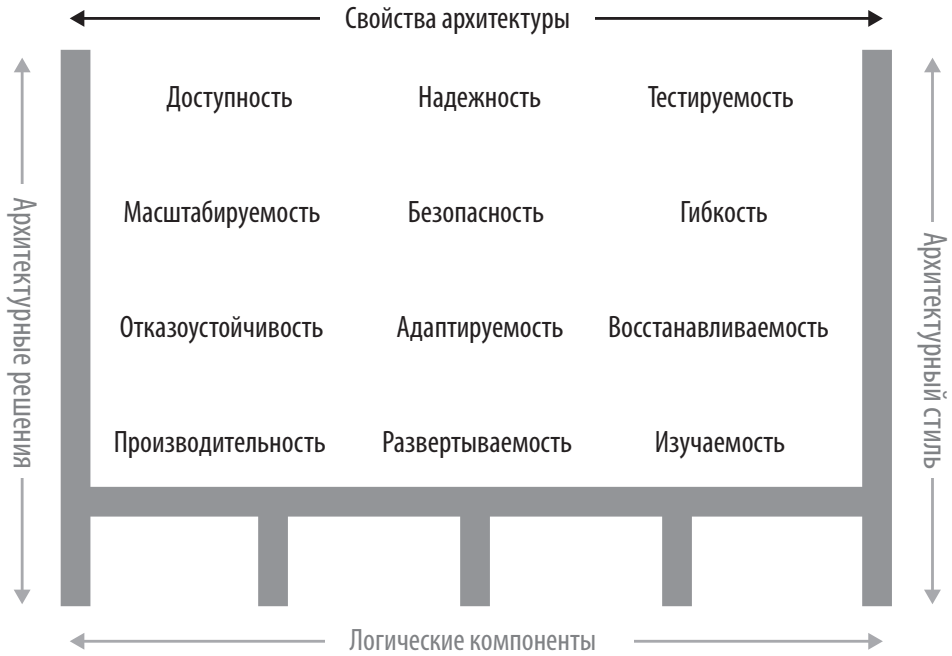 Свойства архитектуры
Доступность Надежность Тестируемость
Масштабируемость Безопасность Гибкость
Отказоустойчивость Адаптируемость Восстанавливаемость
Производительность Развертываемость Изучаемость
Архитектурные решения
Архитектурный стиль
Логические компоненты